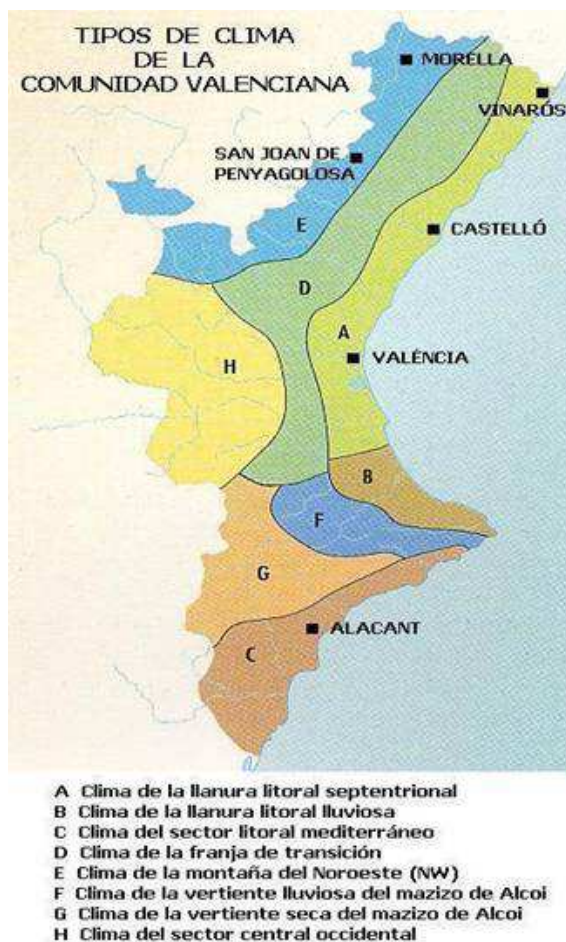 TIPOS DE CLIMA
DE LA
COMUNIDAD VALENCIANA
MORELLA
VINARÓS
SAN JOAN DE
PENYAGOLOSA
E
CASTELLÓ
D
A
VALÉNCIA
H
B
F
G
ALACANT
C
A Clima de la llanura litoral septentrional
B Clima de la llanura litoral lluviosa
C Clima del sector litoral mediterráneo
D Clima de la franja de transición
E Clima de la montaña del Noroeste (NW)
F Clima de la vertiente lluviosa del mazizo de Alcoi
G Clima de la vertiente seca del mazizo de Alcoi
H Clima del sector central occidental